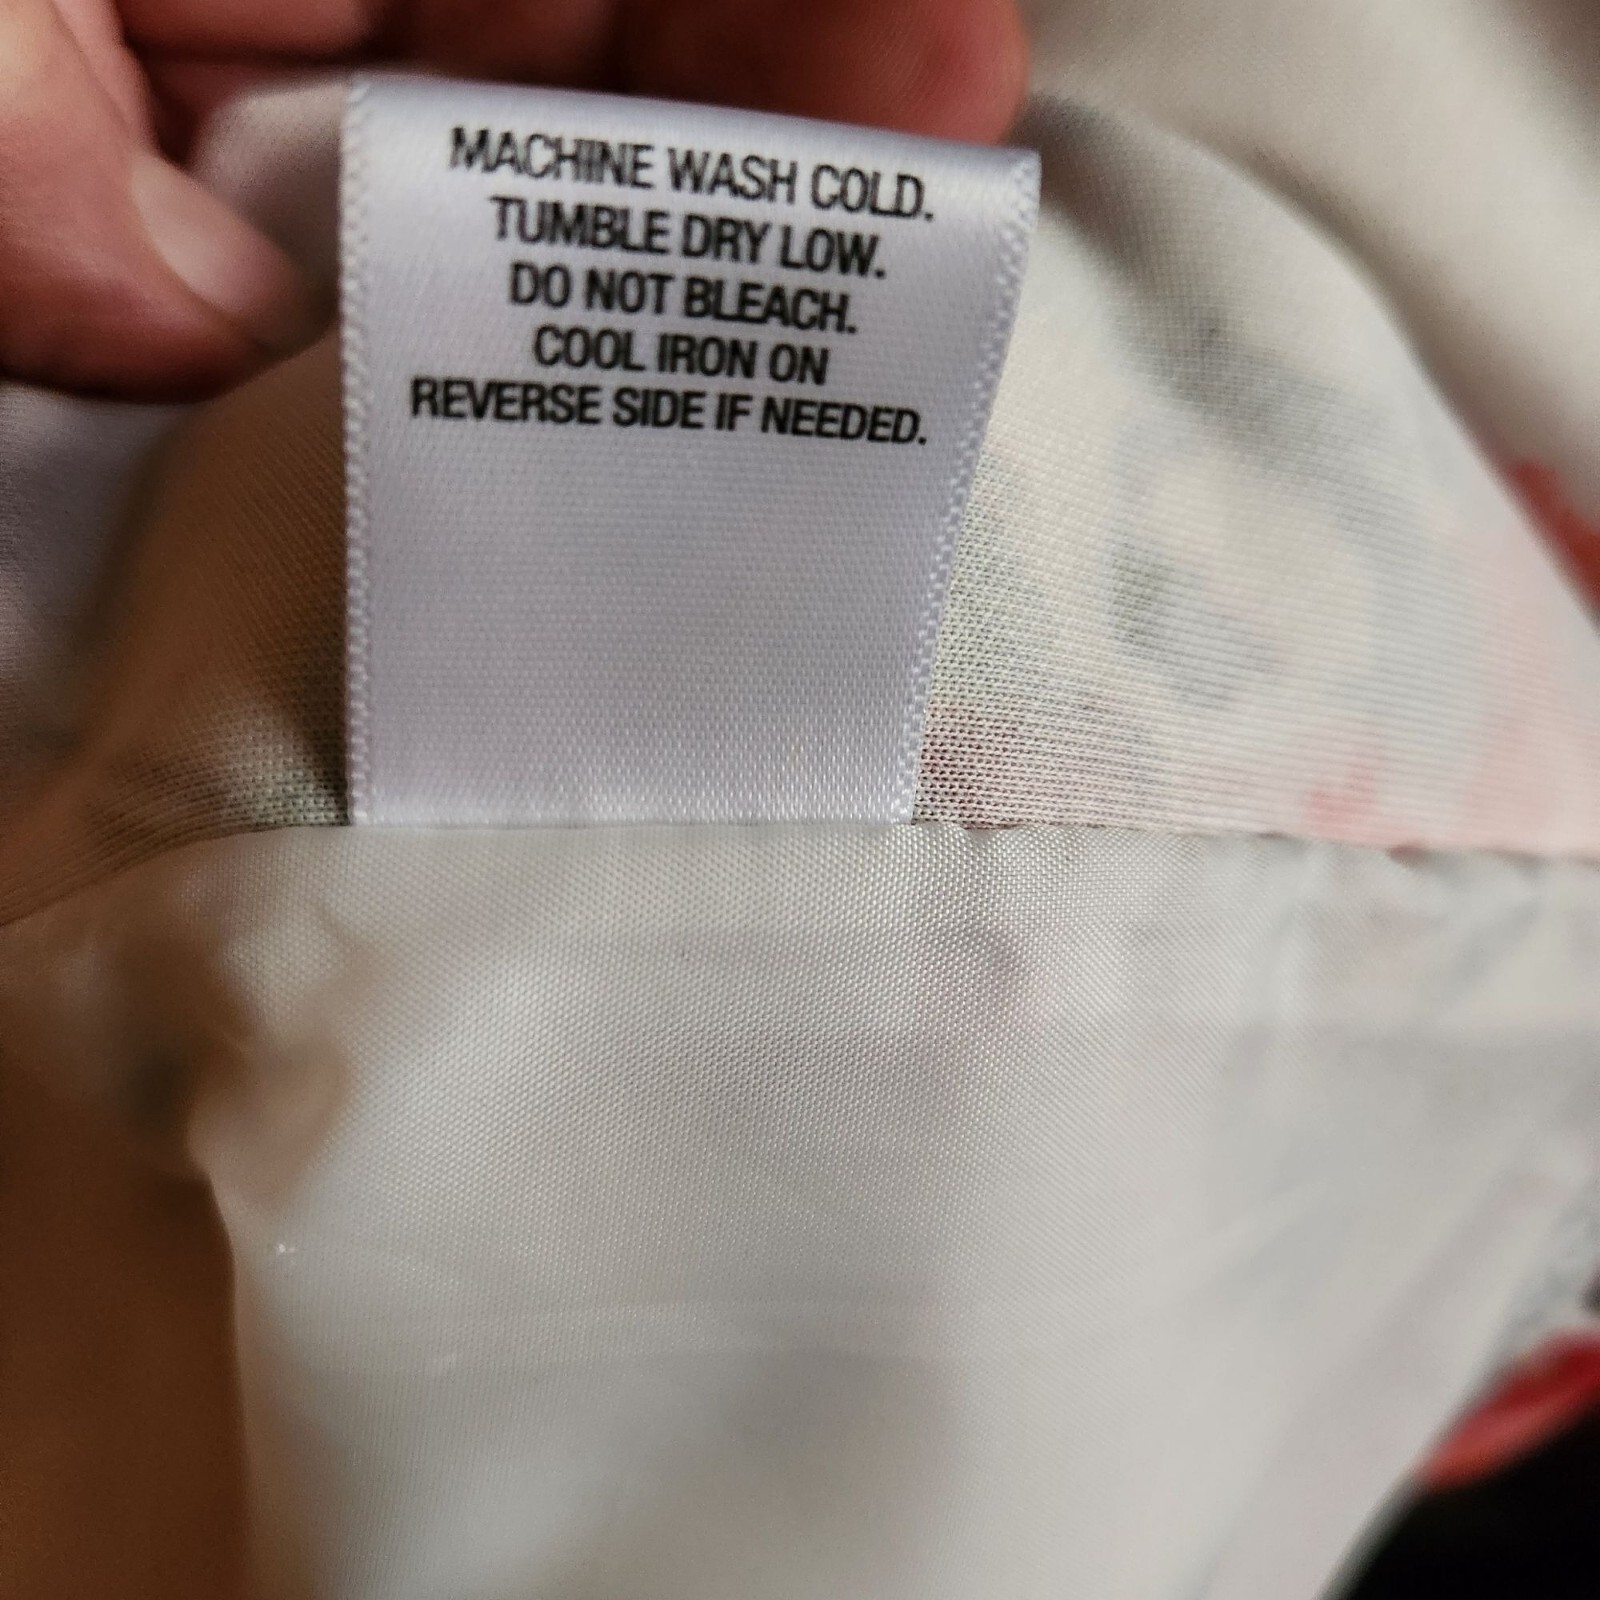 MACHINE WASH COLD.
TUMBLE DRY LOW.
DO NOT BLEACH.
COOL IRON ON
REVERSE SIDE IF NEEDED.